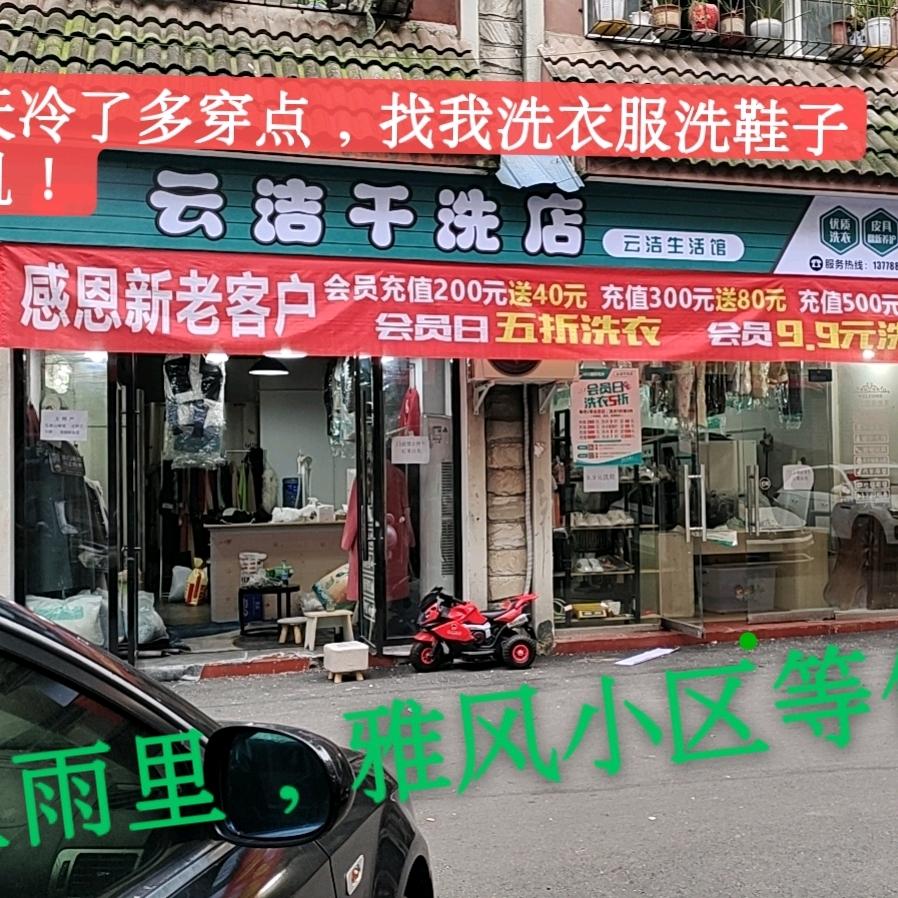 天冷了多穿点，找我洗衣服洗鞋子
！
云洁干洗店
云洁生活馆
优质
洗衣
皮具
翻新养护
服务热线：13778
感恩新老客户
会员充值200元送40元 充值300元送80元 充值500元
会员日五折洗衣 会员9.9元洗
会员日
洗衣5折
雨里，雅风小区等